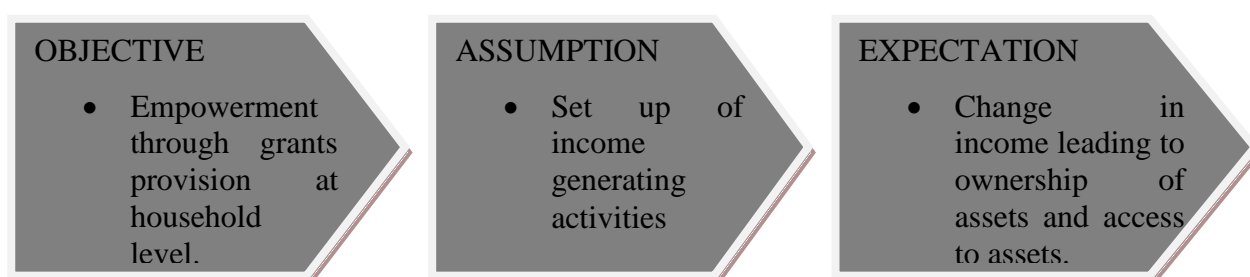 OBJECTIVE
• Empowerment
through grants
provision at
household
level.
ASSUMPTION
• Set up of
income
generating
activities
EXPECTATION
• Change in
income leading to
ownership of
assets and access
to assets.